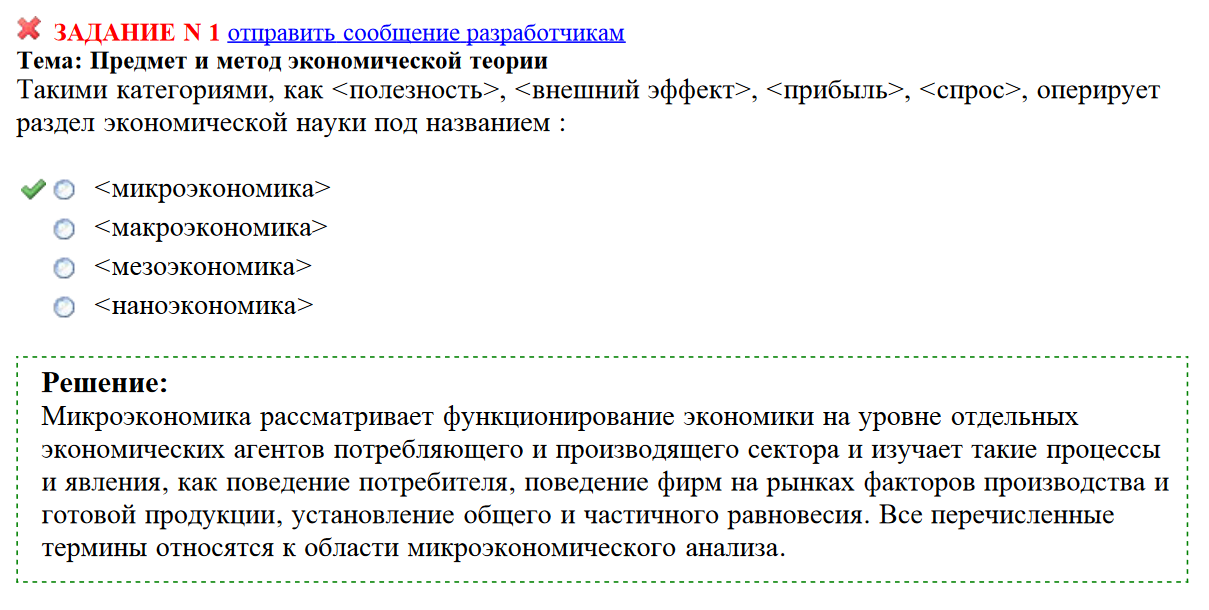 ЗАДАНИЕ N 1 отправить сообщение разработчикам
Тема: Предмет и метод экономической теории
Такими категориями, как <полезность>, <внешний эффект>, <прибыль>, <спрос>, оперирует
раздел экономической науки под названием :
<микроэкономика>
<макроэкономика>
<мезоэкономика>
<наноэкономика>
Решение:
Микроэкономика рассматривает функционирование экономики на уровне отдельных
экономических агентов потребляющего и производящего сектора и изучает такие процессы
и явления, как поведение потребителя, поведение фирм на рынках факторов производства и
готовой продукции, установление общего и частичного равновесия. Все перечисленные
термины относятся к области микроэкономического анализа.